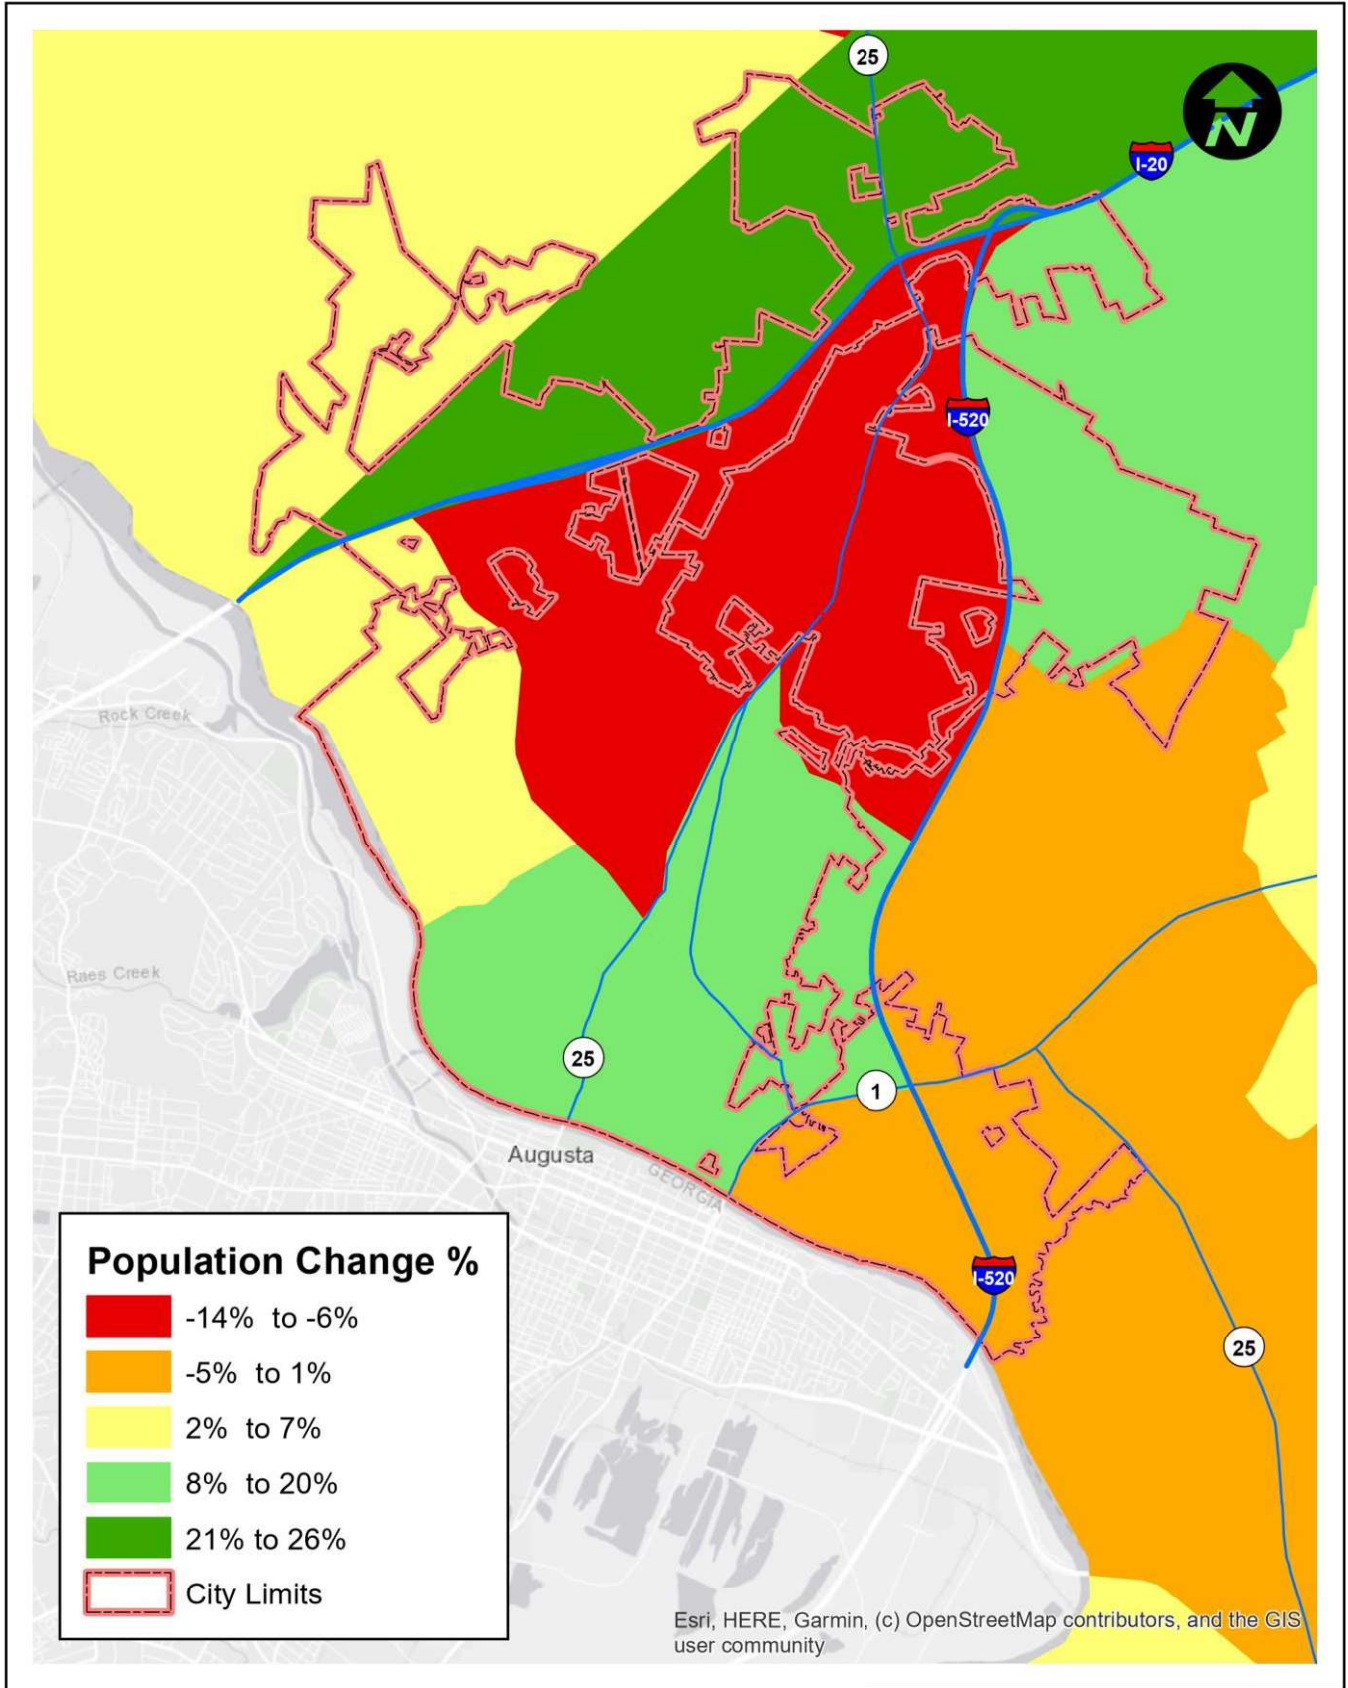 25
N
I-20
I-520
Rock Creek
Raes Creek
25
1
Augusta
GEORGIA
I-520
25
Population Change %
-14% to -6%
-5% to 1%
2% to 7%
8% to 20%
21% to 26%
City Limits
Esri, HERE, Garmin, (c) OpenStreetMap contributors, and the GIS
user community